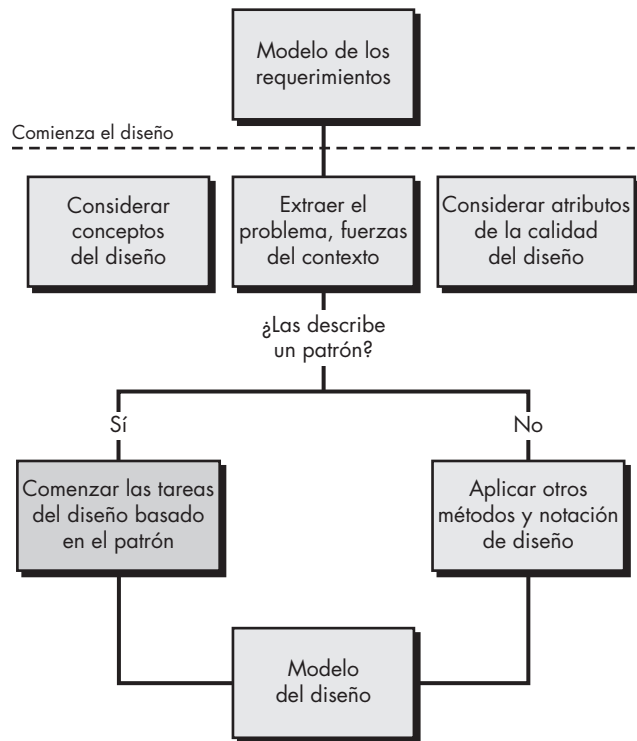 Modelo de los
requerimientos
Comienza el diseño
Considerar
conceptos
del diseño
Extraer el
problema, fuerzas
del contexto
Considerar atributos
de la calidad
del diseño
¿Las describe
un patrón?
Sí
No
Comenzar las tareas
del diseño basado
en el patrón
Aplicar otros
métodos y notación
de diseño
Modelo
del diseño